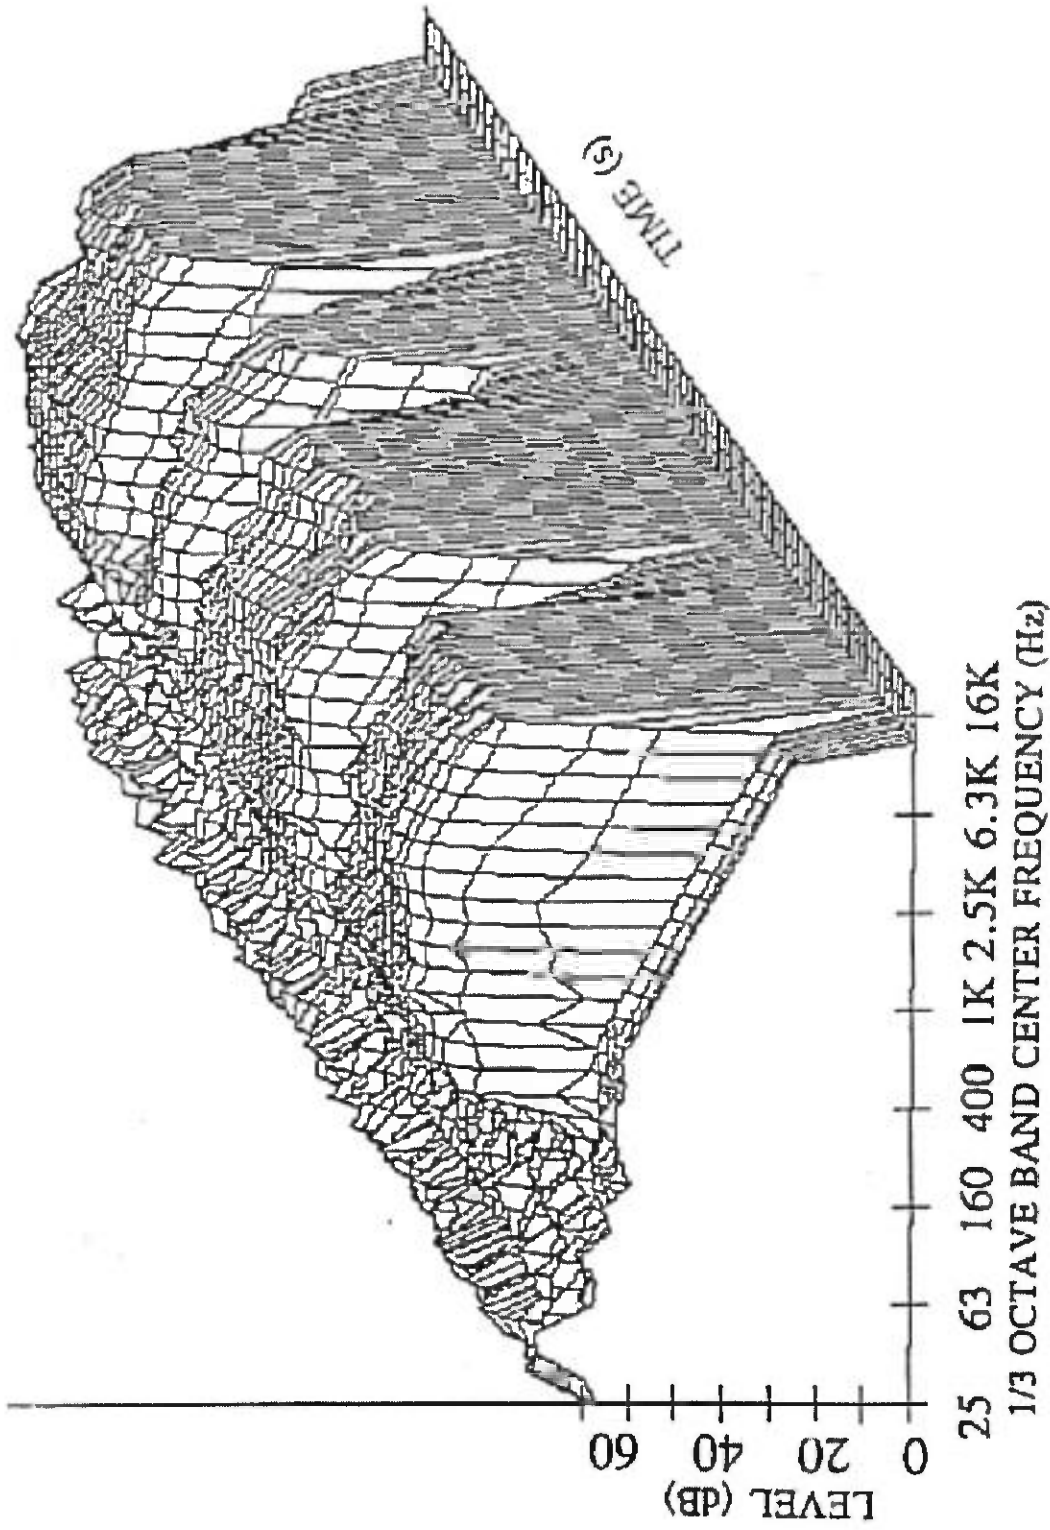 LEVEL (dB)
60
40
20
0
TIME (s)
25 63 160 400 1K 2.5K 6.3K 16K
1/3 OCTAVE BAND CENTER FREQUENCY (Hz)